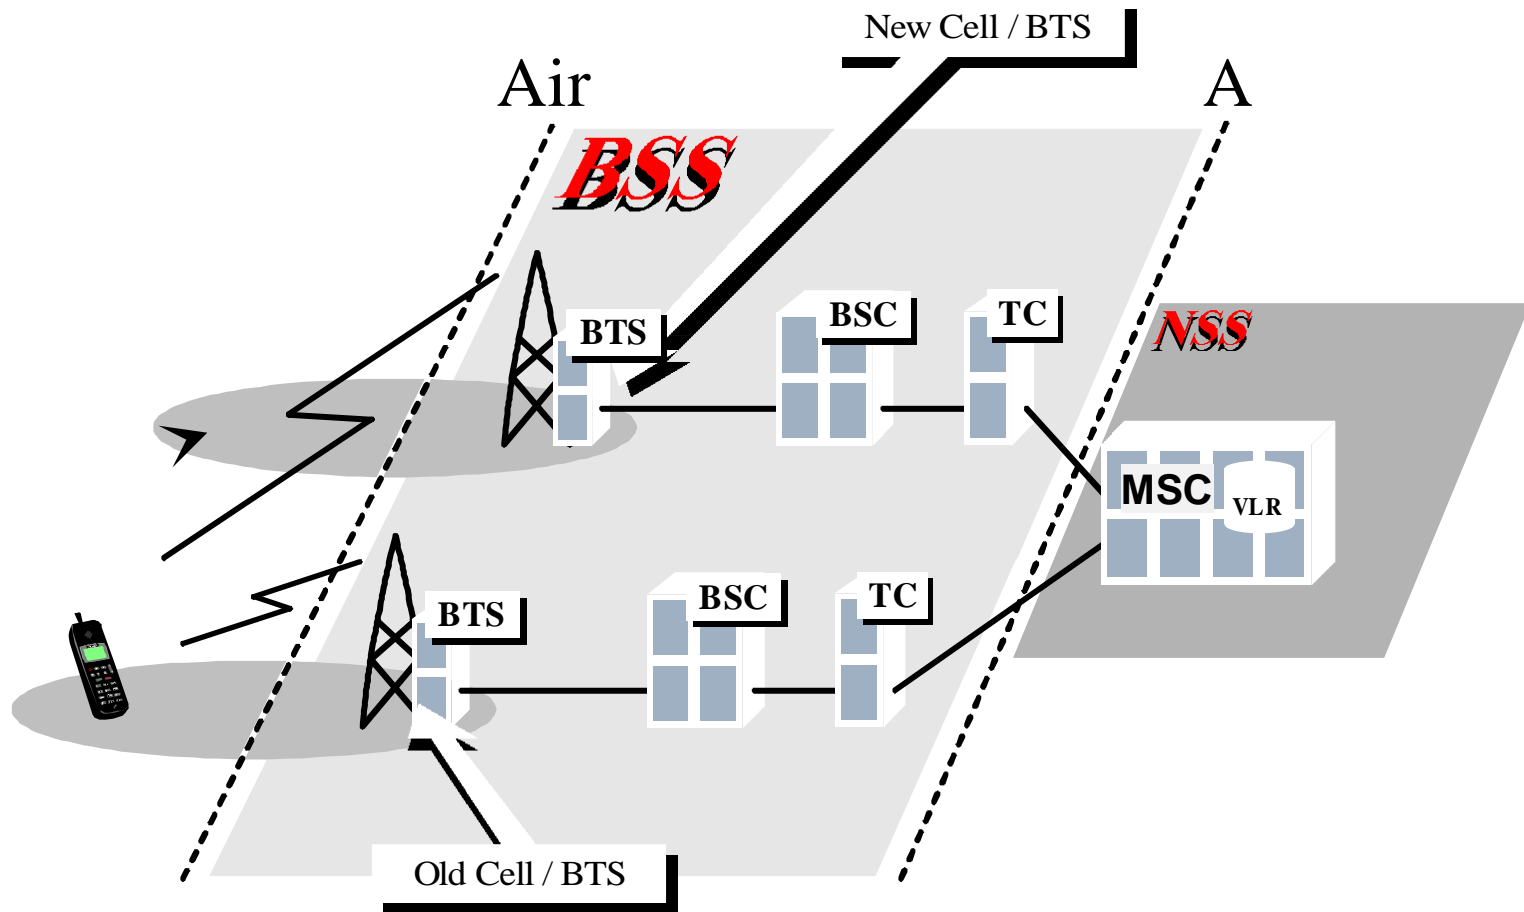 New Cell / BTS
Air
A
BSS
BTS
BSC
TC
NSS
MSC
VLR
BTS
BSC
TC
Old Cell / BTS